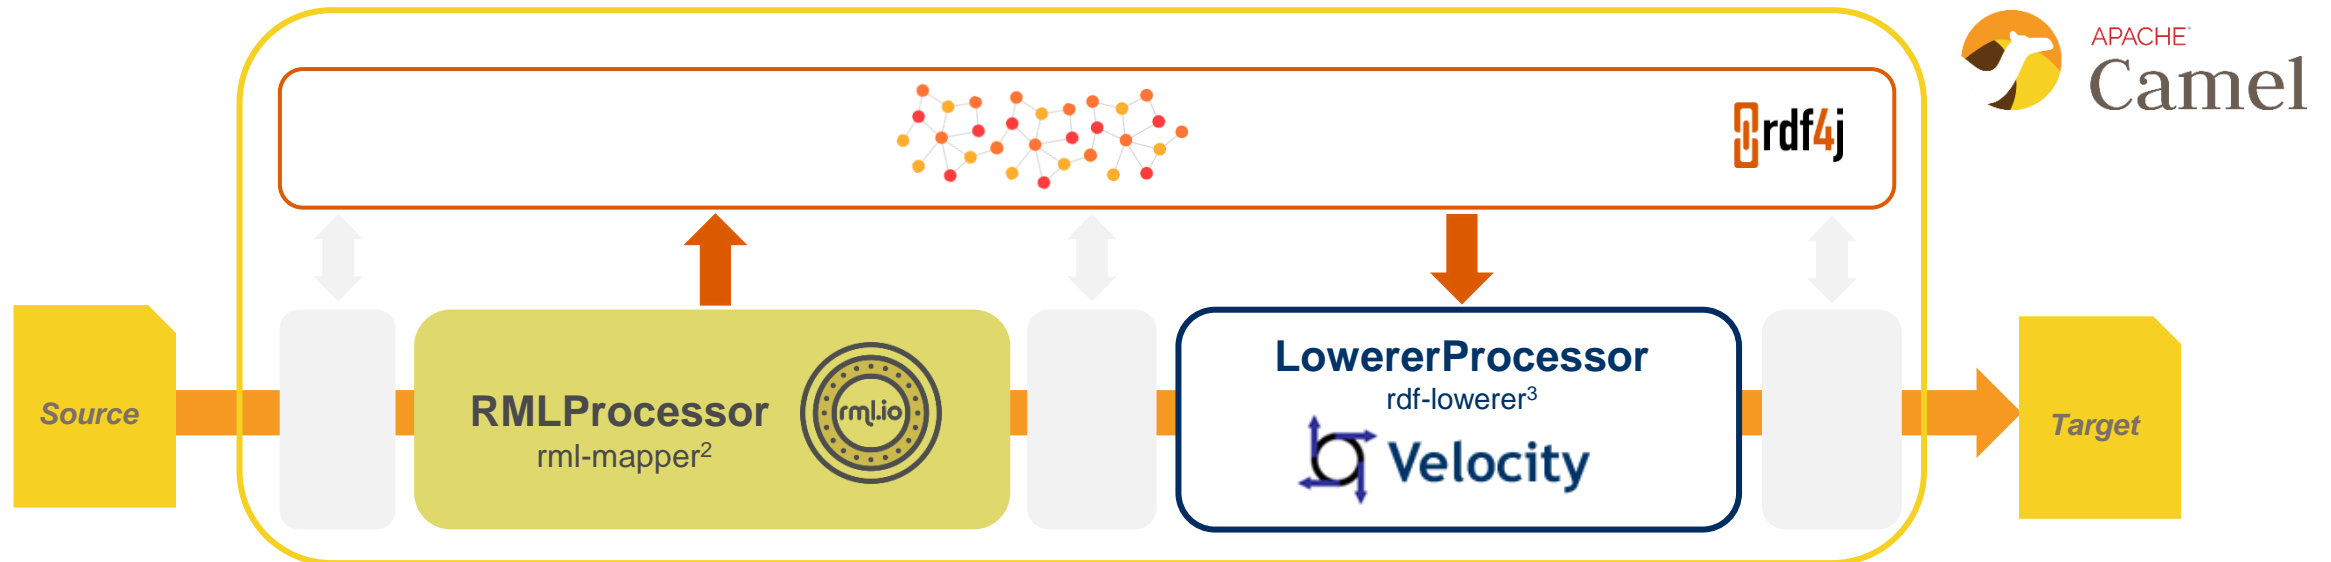 APACHE
Camel
rdf4j
Source
RMLProcessor
rml-mapper2
rml.io
LowererProcessor
rdf-lowerer3
Velocity
Target